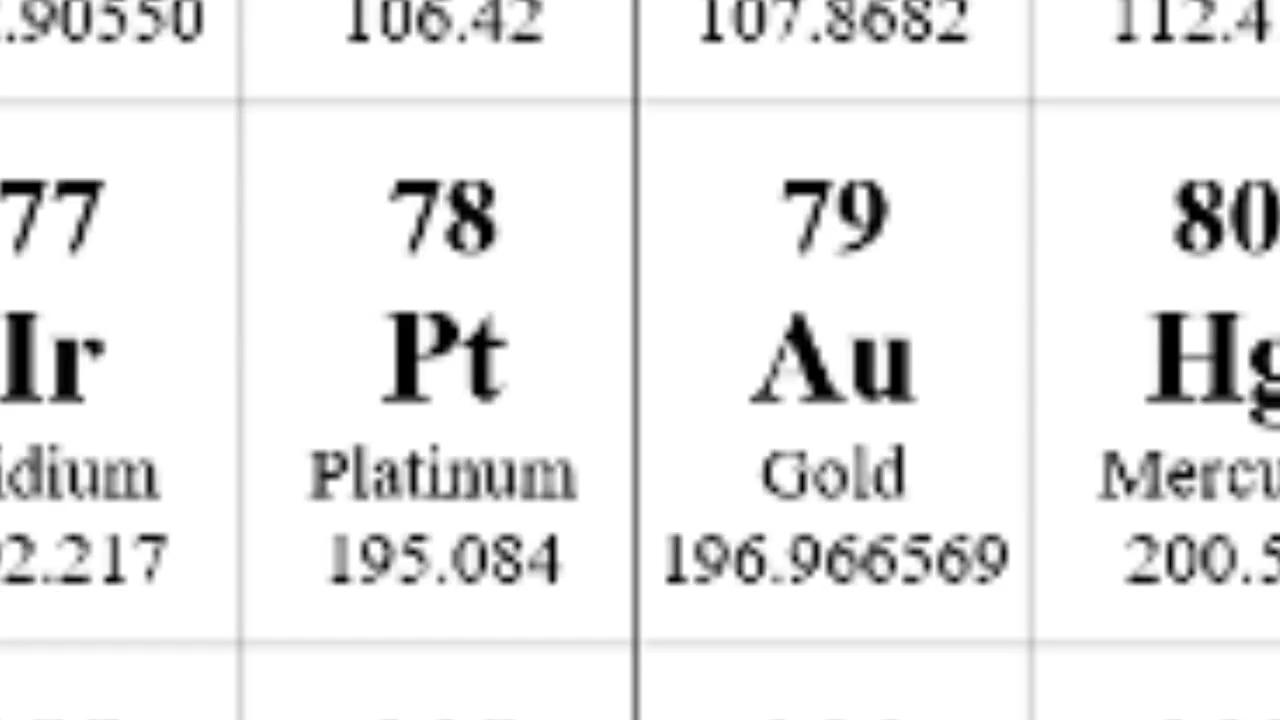 .90550 106.42 107.8682 112.4
77 78 79 80
Ir Pt Au Hg
idium Platinum Gold Mercu
2.217 195.084 196.966569 200.5